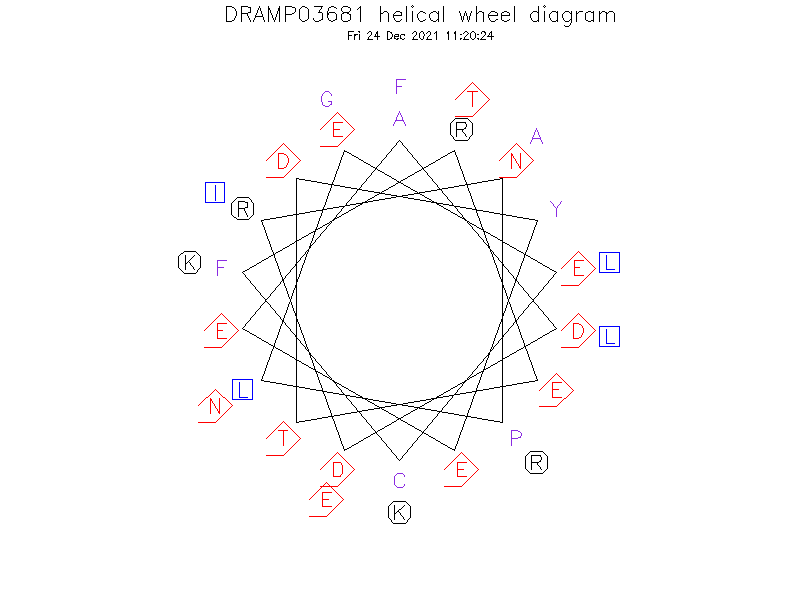 DRAMP03681 helical wheel diagram
Fri 24 Dec 2021 11:20:24
F
G T
A
E R A
D N
I
R Y
K F E L
E D L
L E
N
T P
R
D C E
E
K